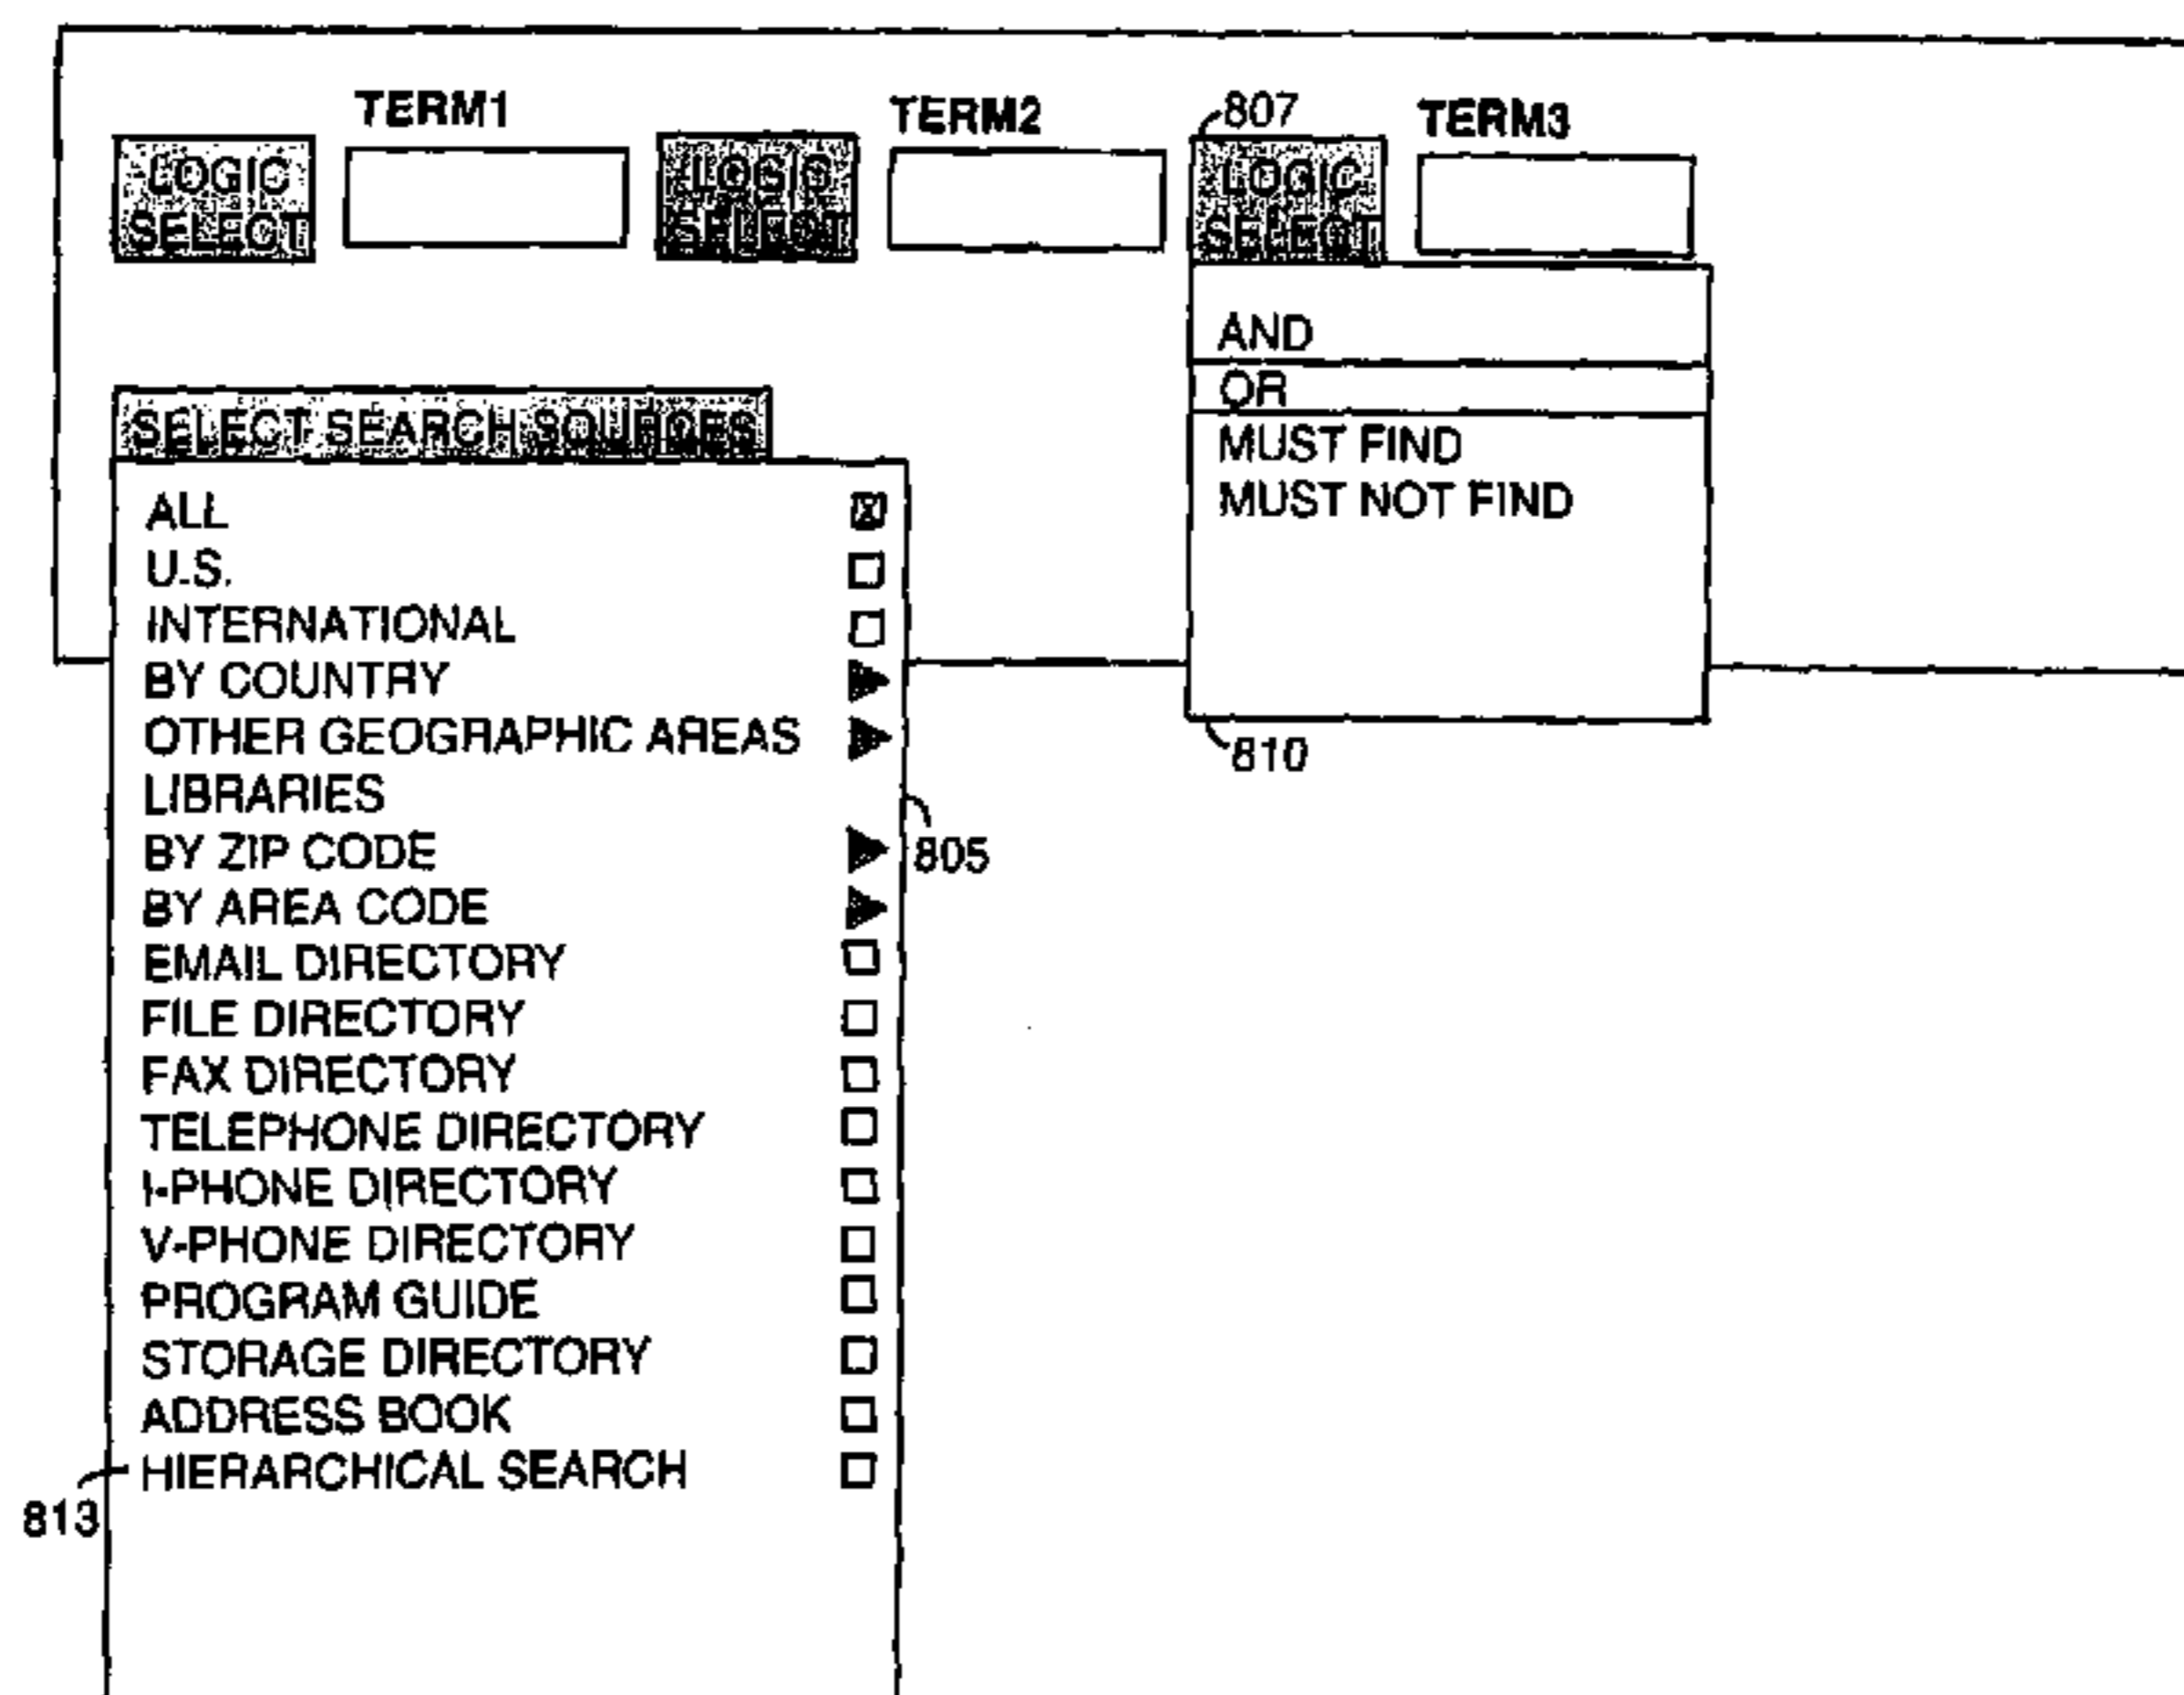 TERM1
TERM2
807
TERM3
LOGIC
SELECT
LOGIC
SELECT
LOGIC
SELECT
AND
OR
MUST FIND
MUST NOT FIND
810
SELECT SEARCH SOURCES
ALL
U.S.
INTERNATIONAL
BY COUNTRY
OTHER GEOGRAPHIC AREAS
LIBRARIES
BY ZIP CODE
805
BY AREA CODE
EMAIL DIRECTORY
FILE DIRECTORY
FAX DIRECTORY
TELEPHONE DIRECTORY
I-PHONE DIRECTORY
V-PHONE DIRECTORY
PROGRAM GUIDE
STORAGE DIRECTORY
ADDRESS BOOK
HIERARCHICAL SEARCH
813